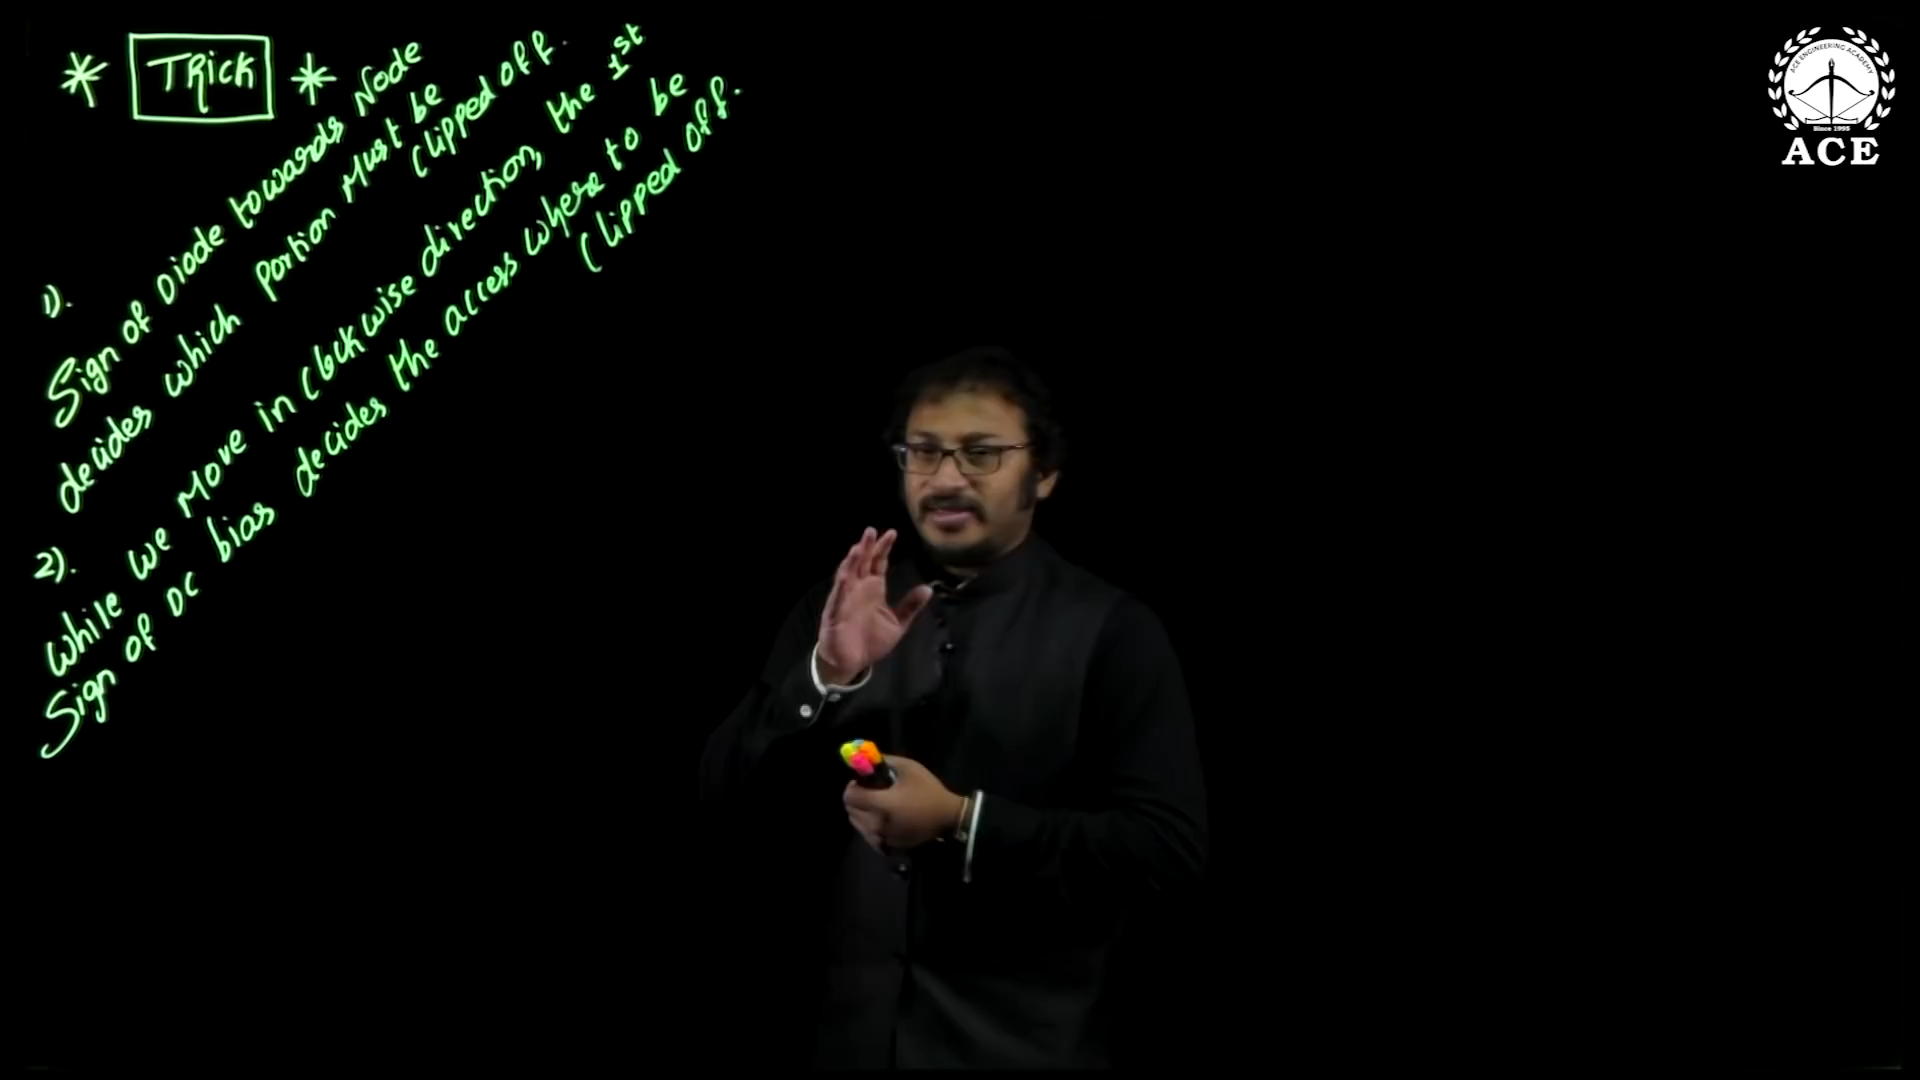 * TRICK *
1).
Sign of Diode towards Node
decides which portion Must be
Clipped off.
2).
While we Move in Clockwise direction, the 1st
Sign of DC bias decides the access where to be
Clipped off.
ACE ENGINEERING ACADEMY
Since 1995
ACE